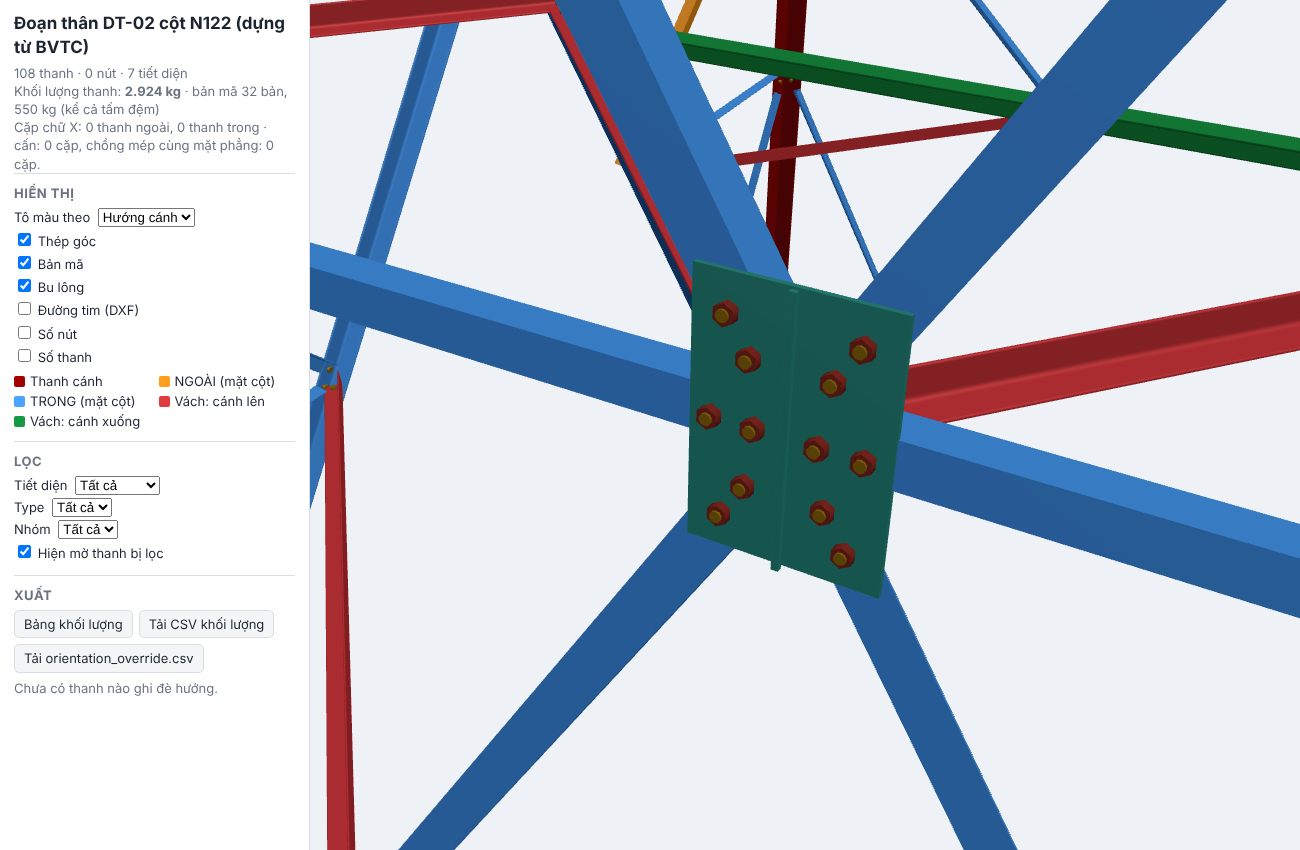 Đoạn thân DT-02 cột N122 (dựng
từ BVTC)
108 thanh · 0 nút · 7 tiết diện
Khối lượng thanh: 2.924 kg · bản mã 32 bản,
550 kg (kể cả tấm đệm)
Cặp chữ X: 0 thanh ngoài, 0 thanh trong ·
cấn: 0 cặp, chồng mép cùng mặt phẳng: 0
cặp.
HIỂN THỊ
Tô màu theo Hướng cánh
Thép góc
Bản mã
Bu lông
Đường tim (DXF)
Số nút
Số thanh
Thanh cánh NGOÀI (mặt cột)
TRONG (mặt cột) Vách: cánh lên
Vách: cánh xuống
LỌC
Tiết diện Tất cả
Type Tất cả
Nhóm Tất cả
Hiện mờ thanh bị lọc
XUẤT
Bảng khối lượng Tải CSV khối lượng
Tải orientation_override.csv
Chưa có thanh nào ghi đè hướng.